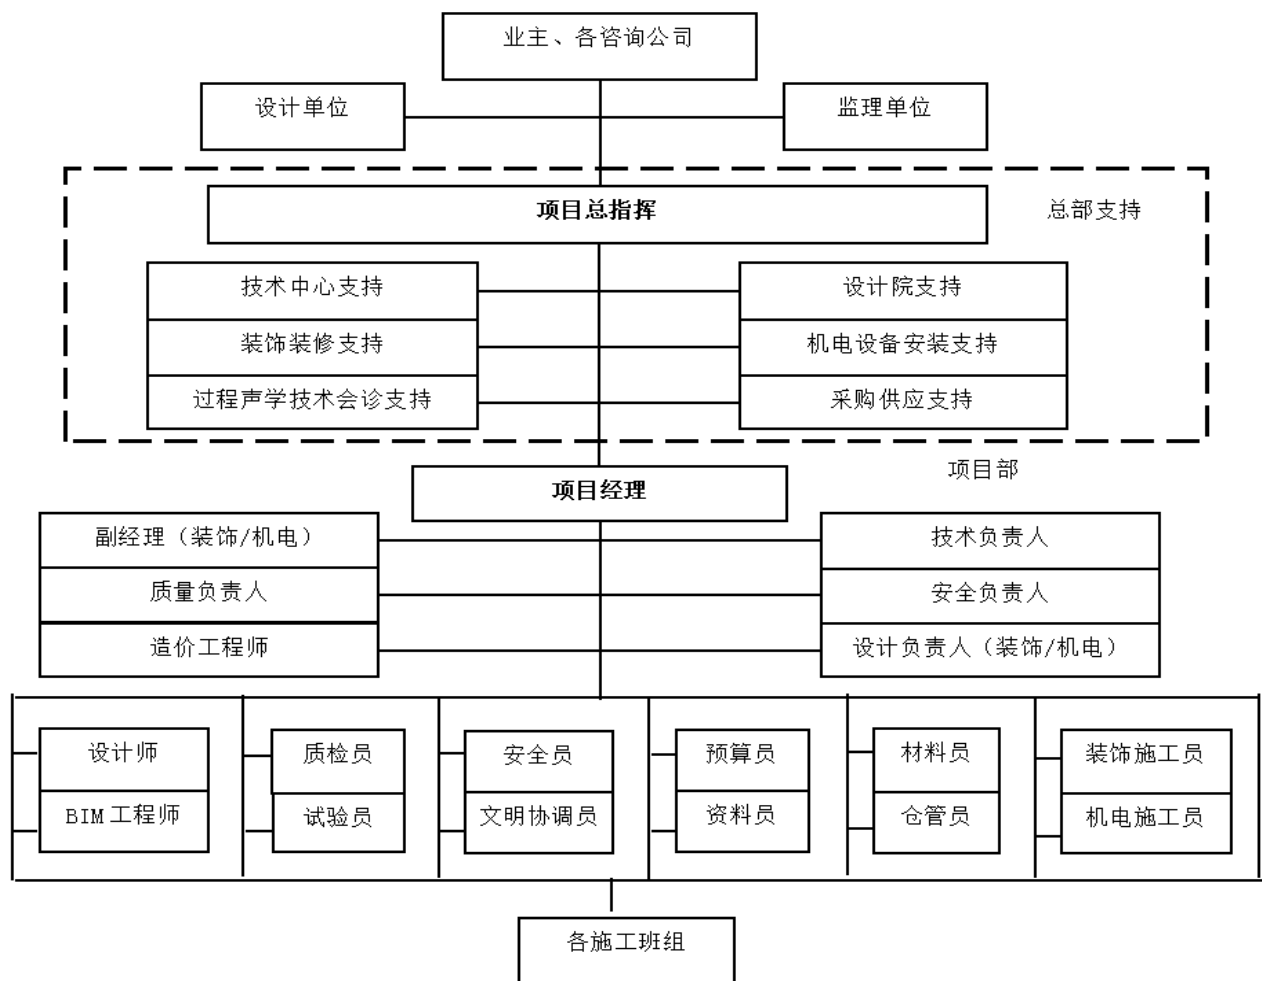 业主、各咨询公司
设计单位
监理单位
项目总指挥
总部支持
技术中心支持
设计院支持
装饰装修支持
机电设备安装支持
过程声学技术会诊支持
采购供应支持
项目部
项目经理
副经理（装饰/机电）
技术负责人
质量负责人
安全负责人
造价工程师
设计负责人（装饰/机电）
设计师
质检员
安全员
预算员
材料员
装饰施工员
BIM 工程师
试验员
文明协调员
资料员
仓管员
机电施工员
各施工班组